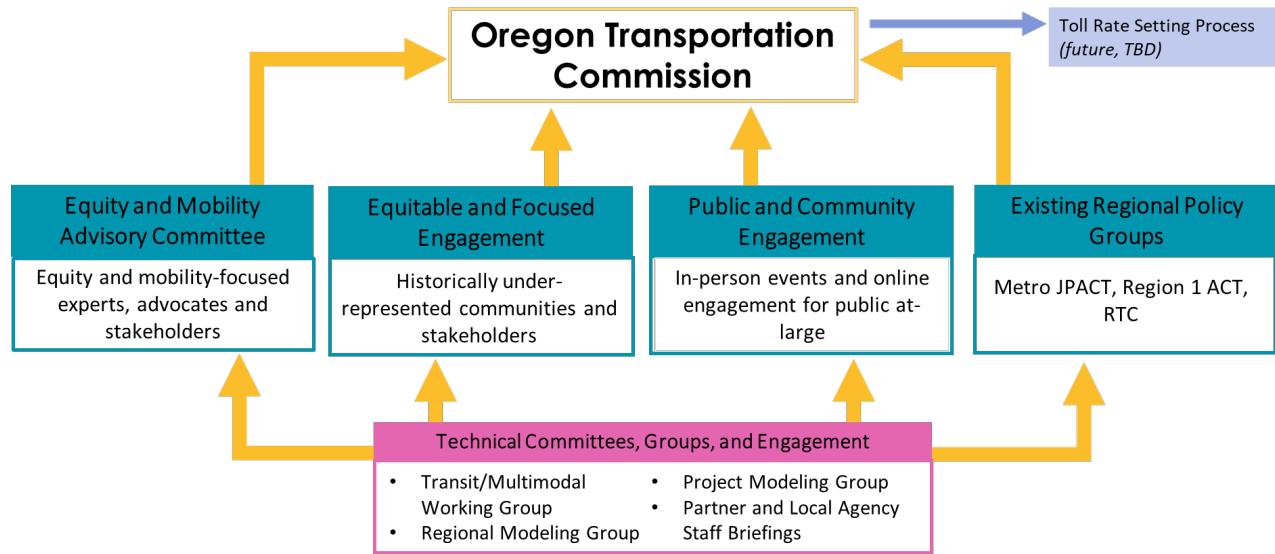 Oregon Transportation
Commission
Toll Rate Setting Process
(future, TBD)
Equity and Mobility
Advisory Committee
Equity and mobility-focused
experts, advocates and
stakeholders
Equitable and Focused
Engagement
Historically under-
represented communities and
stakeholders
Public and Community
Engagement
In-person events and online
engagement for public at-
large
Existing Regional Policy
Groups
Metro JPACT, Region 1 ACT,
RTC
Technical Committees, Groups, and Engagement
• Transit/Multimodal
Working Group
• Regional Modeling Group
• Project Modeling Group
• Partner and Local Agency
Staff Briefings